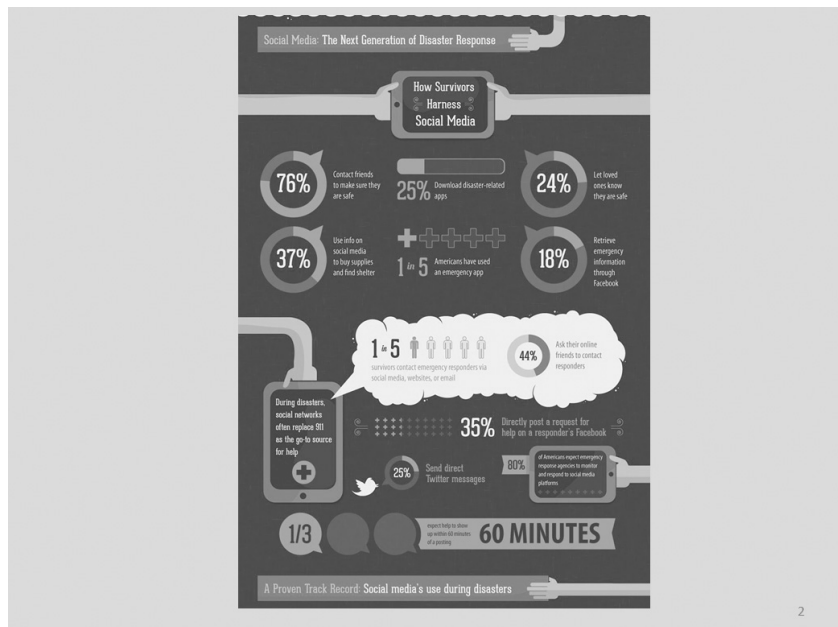 Social Media: The Next Generation of Disaster Response
How Survivors
Harness
Social Media
76%
Contact friends
to make sure they
are safe
25%
Download disaster-related
apps
24%
Let loved
ones know
they are safe
37%
Use info on
social media
to buy supplies
and find shelter
1 in 5
Americans have used
an emergency app
18%
Retrieve
emergency
information
through
Facebook
1 in 5
survivors contact emergency responders via
social media, websites, or email
44%
Ask their online
friends to contact
responders
During disasters,
social networks
often replace 911
as the go-to source
for help
35%
Directly post a request for
help on a responder's Facebook
25%
Send direct
Twitter messages
80%
of Americans expect emergency
response agencies to monitor
and respond to social media
platforms
1/3
expect help to show
up within 60 minutes
of a posting
60 MINUTES
A Proven Track Record: Social media's use during disasters
2